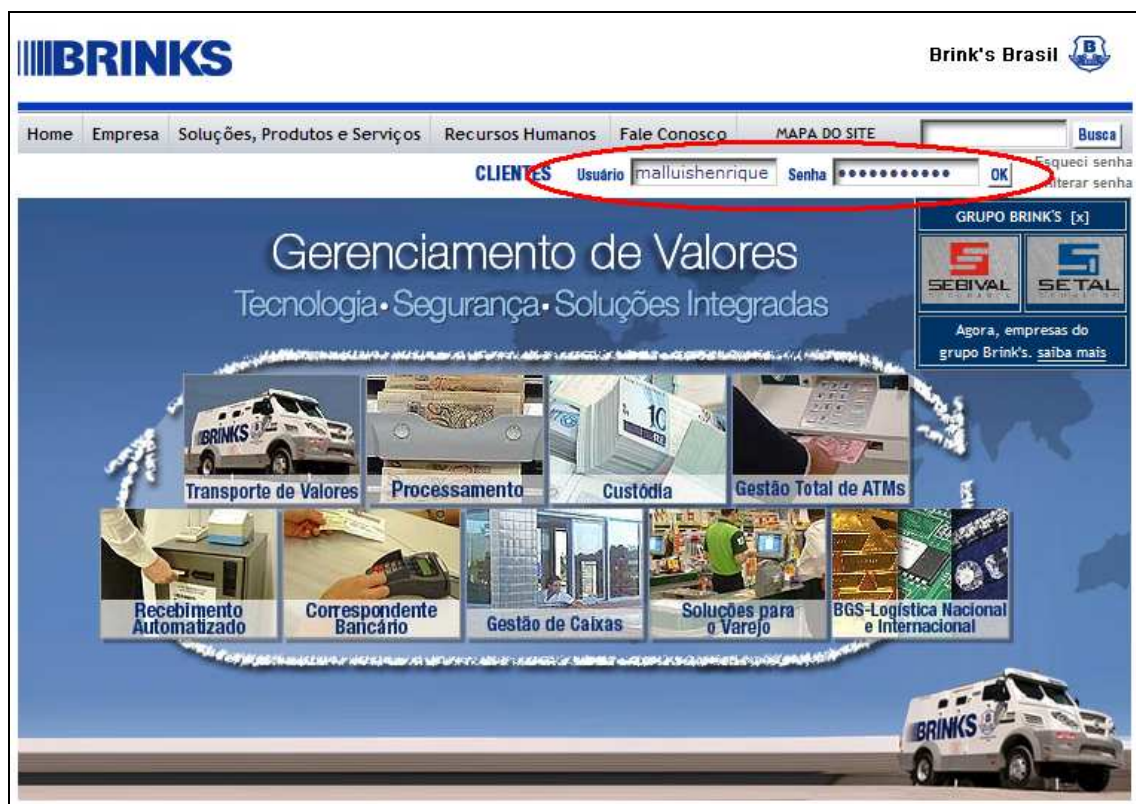 BRINKS
Brink's Brasil
Home Empresa Soluções, Produtos e Serviços Recursos Humanos Fale Conosco MAPA DO SITE Busca
CLIENTES Usuário malluishenrique Senha ••••••••••• OK
Esqueci senha
Alterar senha
Gerenciamento de Valores
Tecnologia • Segurança • Soluções Integradas
GRUPO BRINK'S [x]
SEBIVAL SETAL
Agora, empresas do
grupo Brink's. saiba mais
BRINKS
Transporte de Valores
Processamento
10
Custódia
Gestão Total de ATMs
Recebimento
Automatizado
Correspondente
Bancário
Gestão de Caixas
Soluções para
o Varejo
BGS-Logística Nacional
e Internacional
BRINKS